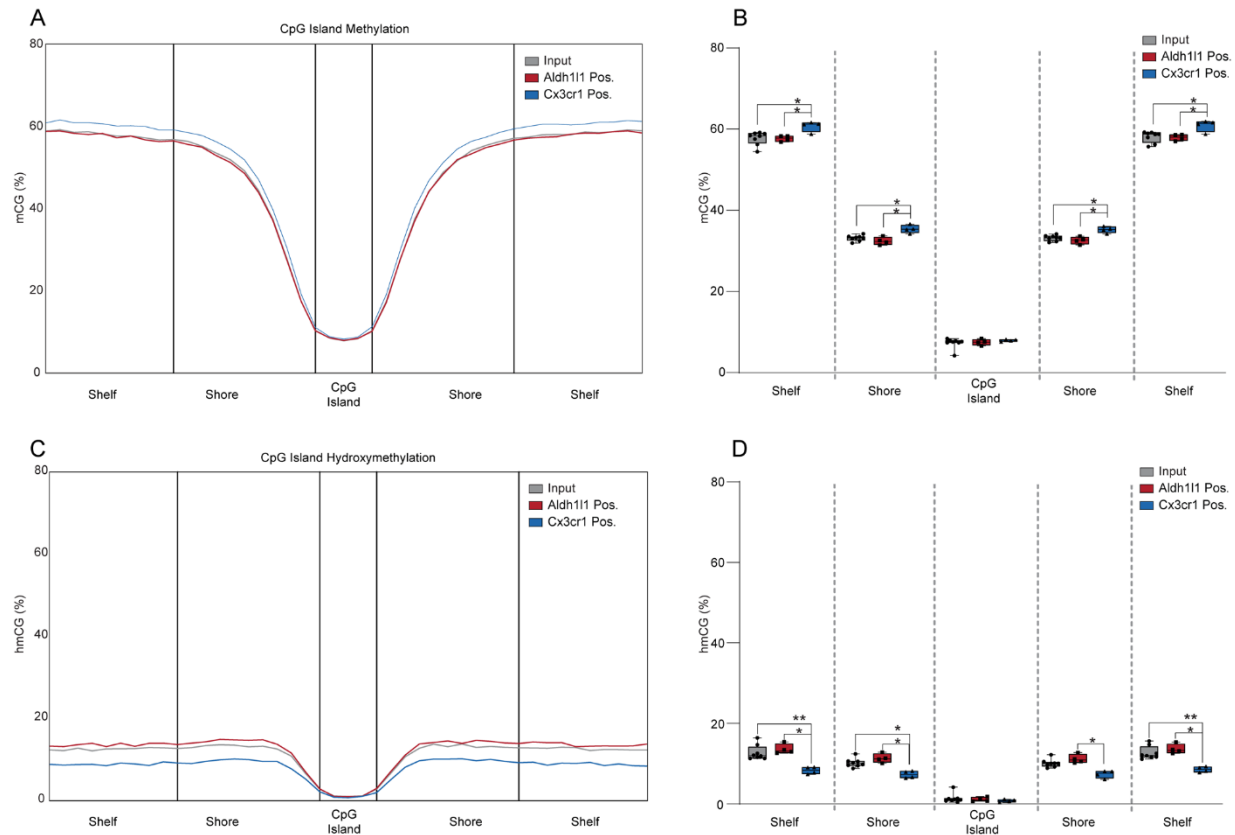 A
CpG Island Methylation
80
60
40
20
0
mCG (%)
Input
Aldh1l1 Pos.
Cx3cr1 Pos.
Shelf
Shore
CpG
Island
Shore
Shelf
B
80
60
40
20
0
mCG (%)
Input
Aldh1l1 Pos.
Cx3cr1 Pos.
*
*
*
*
*
*
*
*
Shelf
Shore
CpG
Island
Shore
Shelf
C
CpG Island Hydroxymethylation
80
60
40
20
0
hmCG (%)
Input
Aldh1l1 Pos.
Cx3cr1 Pos.
Shelf
Shore
CpG
Island
Shore
Shelf
D
80
60
40
20
0
hmCG (%)
Input
Aldh1l1 Pos.
Cx3cr1 Pos.
**
*
*
*
*
**
*
Shelf
Shore
CpG
Island
Shore
Shelf